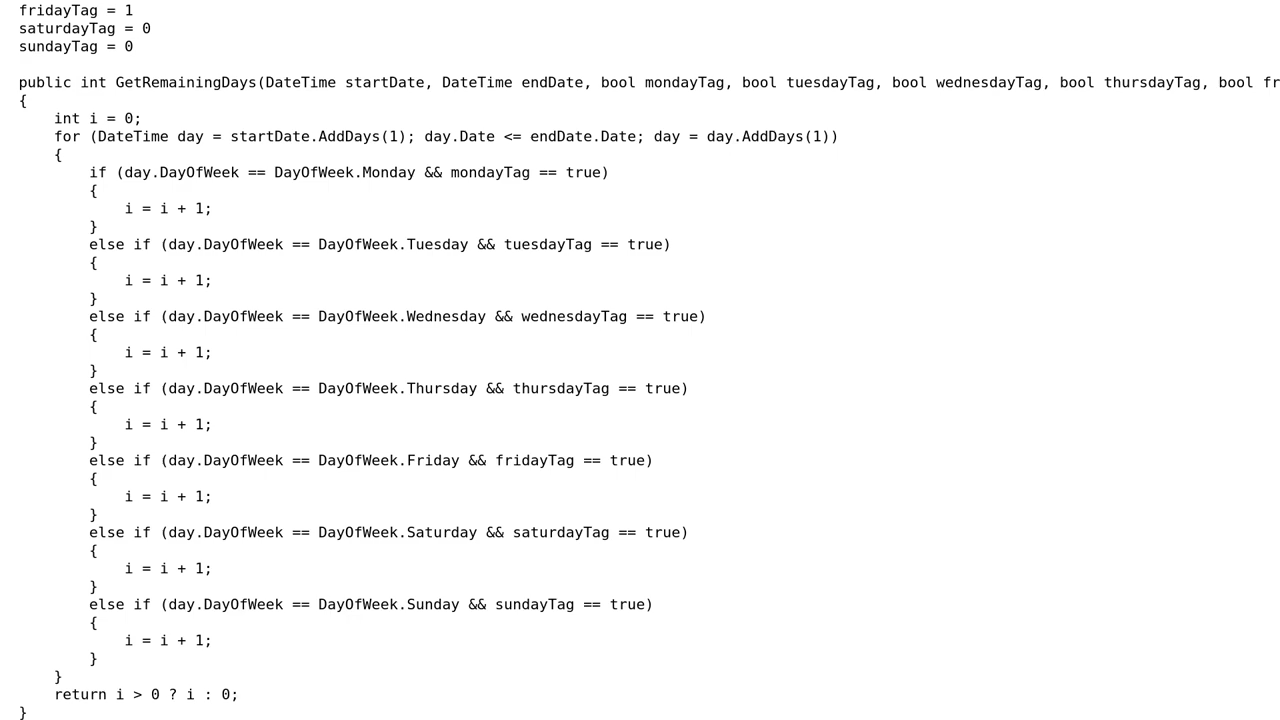 fridayTag = 1
saturdayTag = 0
sundayTag = 0
public int GetRemainingDays(DateTime startDate, DateTime endDate, bool mondayTag, bool tuesdayTag, bool wednesdayTag, bool thursdayTag, bool fr
{
    int i = 0;
    for (DateTime day = startDate.AddDays(1); day.Date <= endDate.Date; day = day.AddDays(1))
    {
        if (day.DayOfWeek == DayOfWeek.Monday && mondayTag == true)
        {
            i = i + 1;
        }
        else if (day.DayOfWeek == DayOfWeek.Tuesday && tuesdayTag == true)
        {
            i = i + 1;
        }
        else if (day.DayOfWeek == DayOfWeek.Wednesday && wednesdayTag == true)
        {
            i = i + 1;
        }
        else if (day.DayOfWeek == DayOfWeek.Thursday && thursdayTag == true)
        {
            i = i + 1;
        }
        else if (day.DayOfWeek == DayOfWeek.Friday && fridayTag == true)
        {
            i = i + 1;
        }
        else if (day.DayOfWeek == DayOfWeek.Saturday && saturdayTag == true)
        {
            i = i + 1;
        }
        else if (day.DayOfWeek == DayOfWeek.Sunday && sundayTag == true)
        {
            i = i + 1;
        }
    }
    return i > 0 ? i : 0;
}